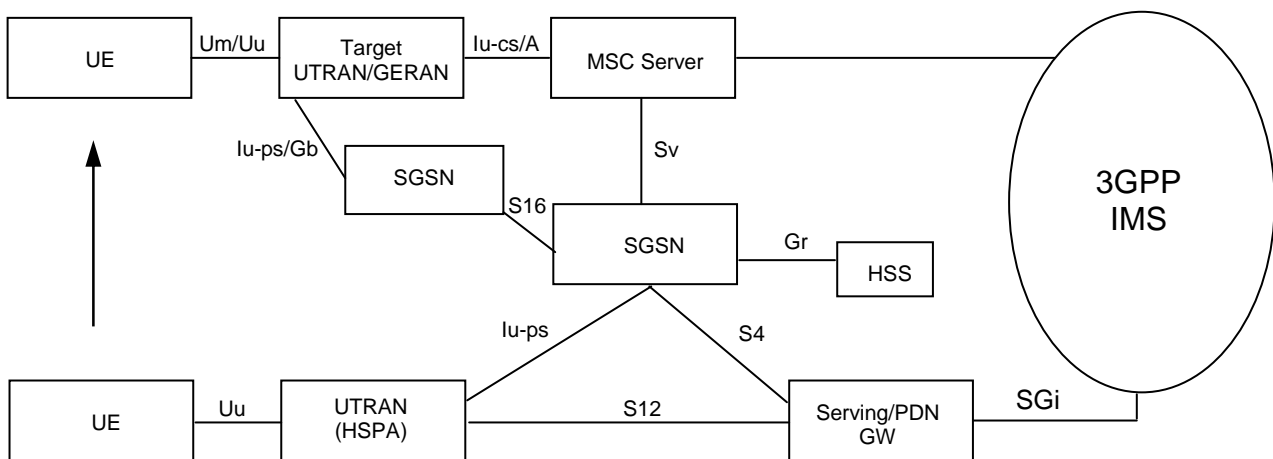 UE
Um/Uu
Target
UTRAN/GERAN
Iu-cs/A
MSC Server
Iu-ps/Gb
Sv
SGSN
S16
SGSN
Gr
HSS
3GPP
IMS
Iu-ps
S4
UE
Uu
UTRAN
(HSPA)
S12
Serving/PDN
GW
SGi